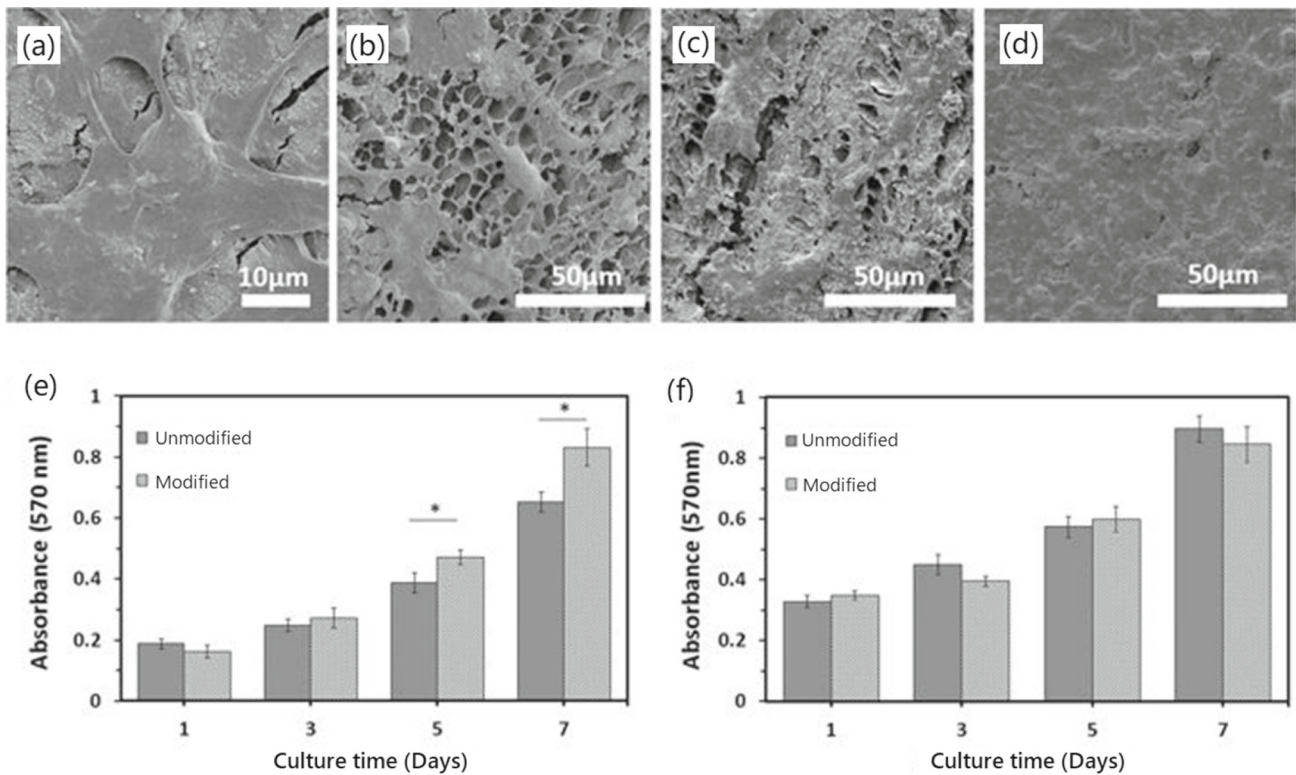 (a)
(b)
(c)
(d)
10µm
50µm
50µm
50µm
(e)
Absorbance (570 nm)
1
0.8
0.6
0.4
0.2
0
Unmodified
Modified
*
*
1 3 5 7
Culture time (Days)
(f)
Absorbance (570nm)
1
0.8
0.6
0.4
0.2
0
Unmodified
Modified
1 3 5 7
Culture time (Days)